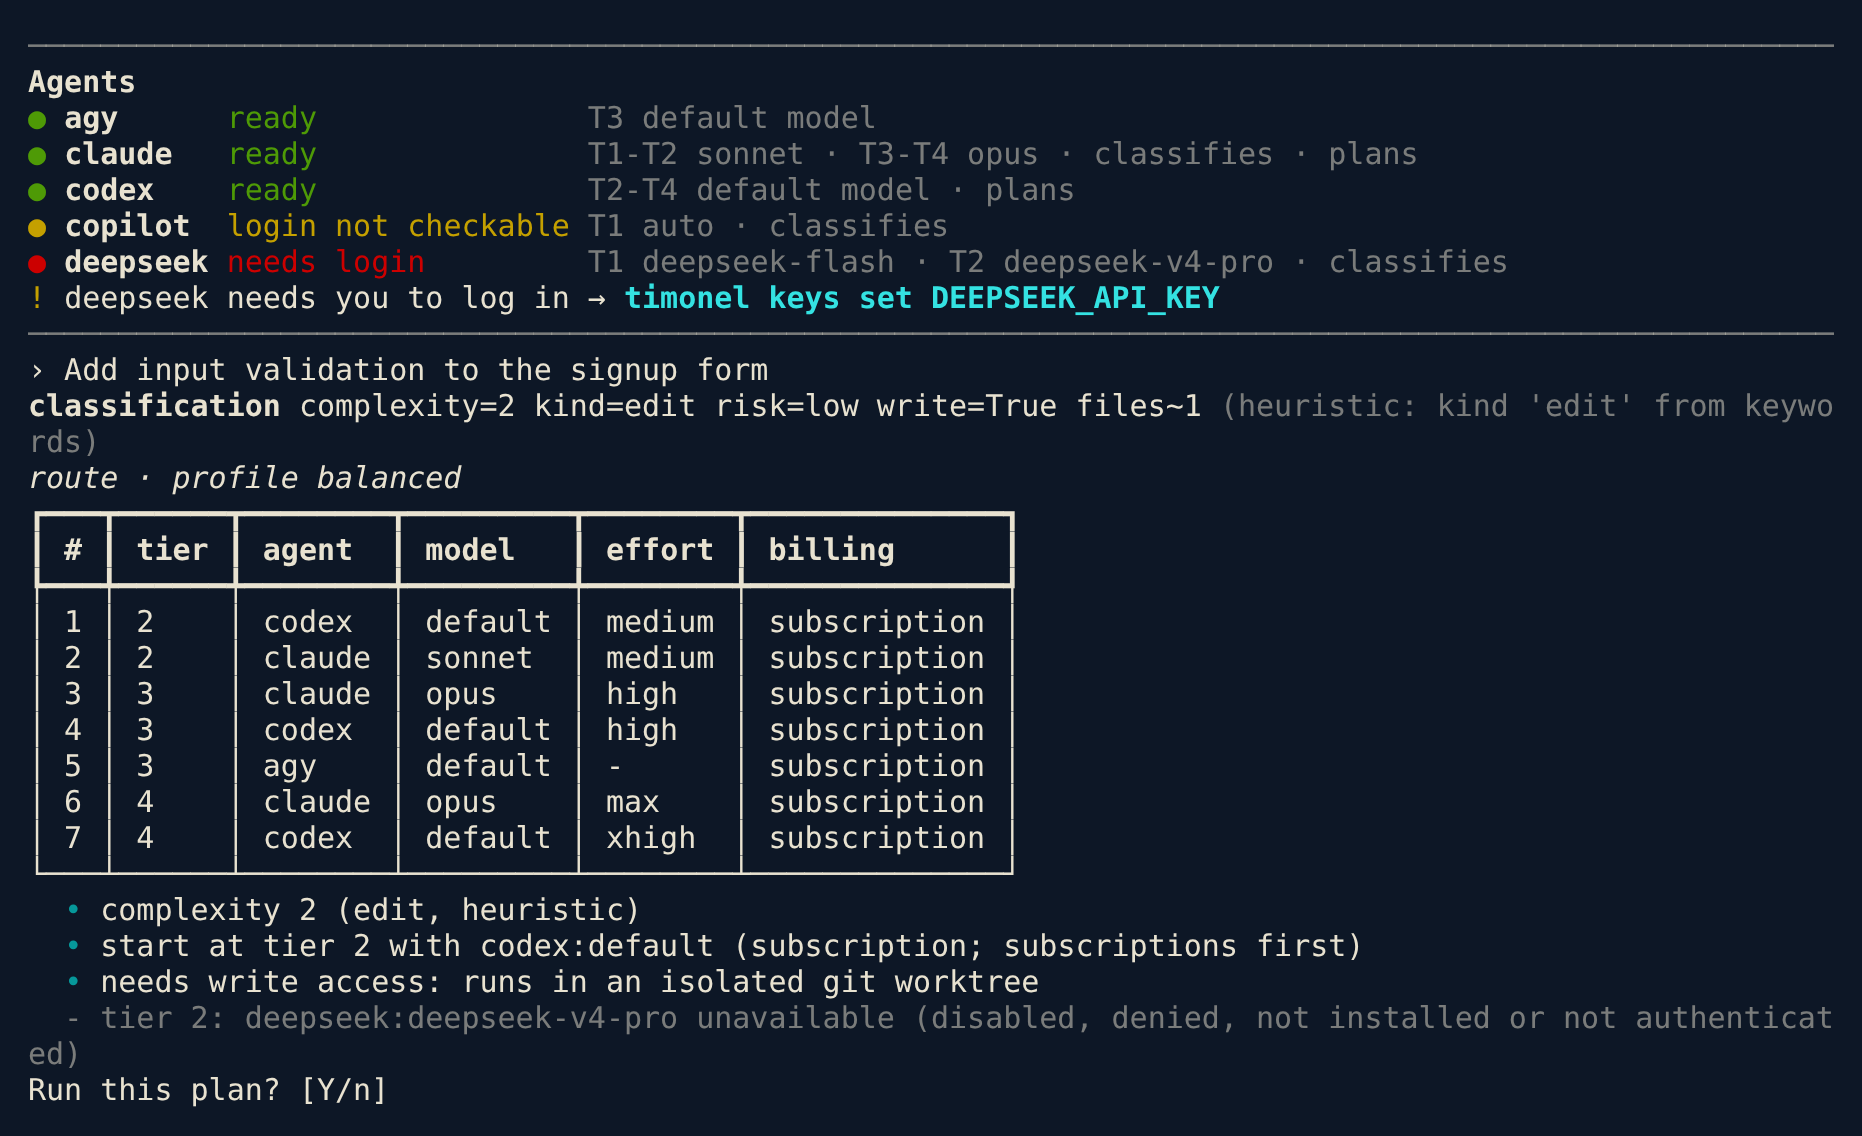 Agents
● agy ready T3 default model
● claude ready T1-T2 sonnet · T3-T4 opus · classifies · plans
● codex ready T2-T4 default model · plans
● copilot login not checkable T1 auto · classifies
● deepseek needs login T1 deepseek-flash · T2 deepseek-v4-pro · classifies
! deepseek needs you to log in → timonel keys set DEEPSEEK_API_KEY
› Add input validation to the signup form
classification complexity=2 kind=edit risk=low write=True files~1 (heuristic: kind 'edit' from keywo
rds)
route · profile balanced
# tier agent model effort billing
1 2 codex default medium subscription
2 2 claude sonnet medium subscription
3 3 claude opus high subscription
4 3 codex default high subscription
5 3 agy default - subscription
6 4 claude opus max subscription
7 4 codex default xhigh subscription
• complexity 2 (edit, heuristic)
• start at tier 2 with codex:default (subscription; subscriptions first)
• needs write access: runs in an isolated git worktree
- tier 2: deepseek:deepseek-v4-pro unavailable (disabled, denied, not installed or not authenticat
ed)
Run this plan? [Y/n]